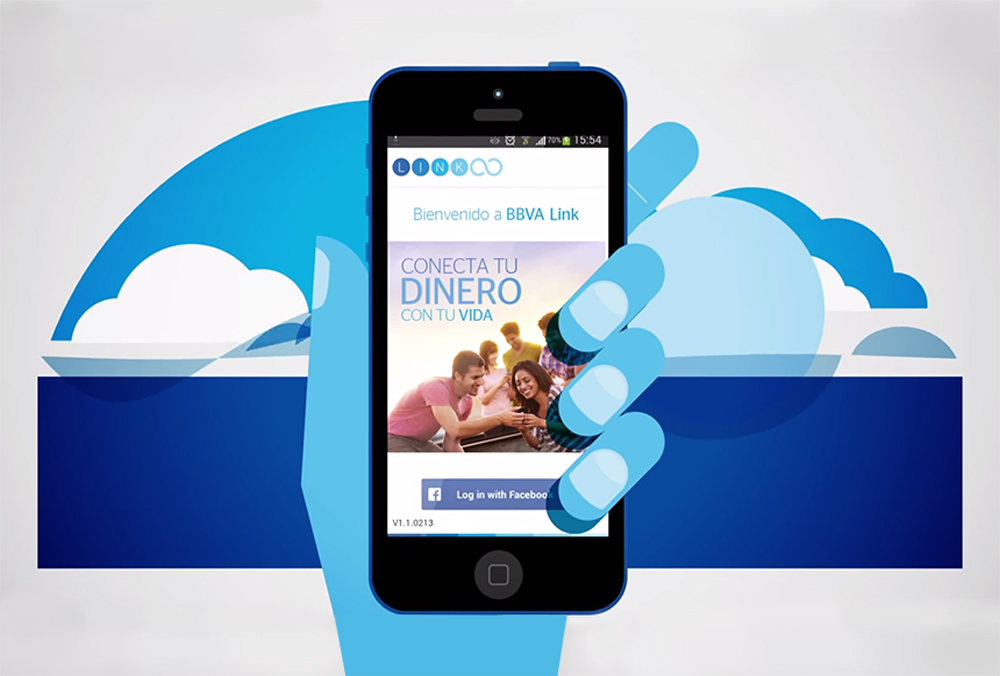 70% 15:54
LINK
Bienvenido a BBVA Link
CONECTA TU
DINERO
CON TU VIDA
Log in with Facebook
V1.1.0213